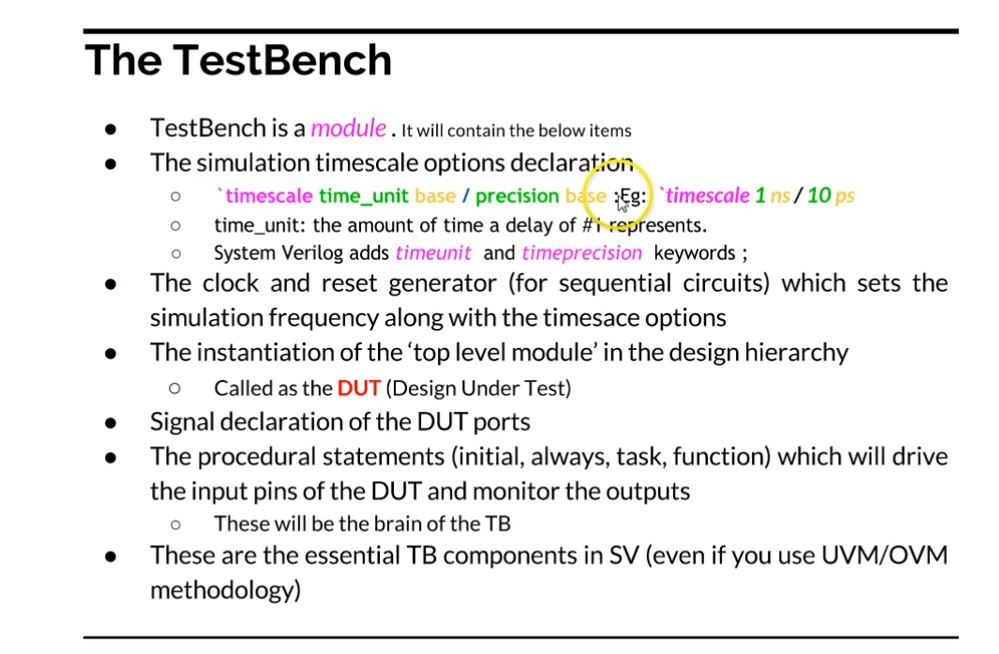 The TestBench
● TestBench is a module . It will contain the below items
● The simulation timescale options declaration
○ `timescale time_unit base / precision base ;Eg: `timescale 1 ns / 10 ps
○ time_unit: the amount of time a delay of #1 represents.
○ System Verilog adds timeunit and timeprecision keywords ;
● The clock and reset generator (for sequential circuits) which sets the
simulation frequency along with the timesace options
● The instantiation of the ‘top level module’ in the design hierarchy
○ Called as the DUT (Design Under Test)
● Signal declaration of the DUT ports
● The procedural statements (initial, always, task, function) which will drive
the input pins of the DUT and monitor the outputs
○ These will be the brain of the TB
● These are the essential TB components in SV (even if you use UVM/OVM
methodology)